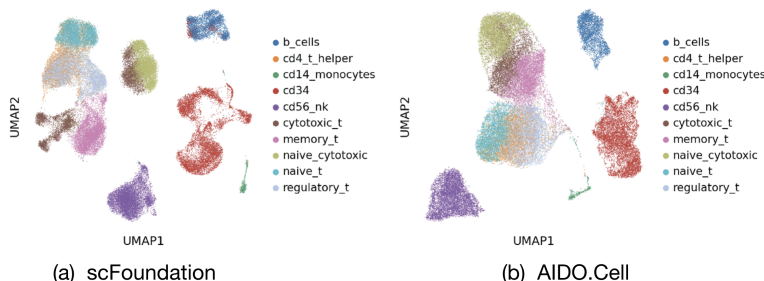 UMAP2
b_cells
cd4_t_helper
cd14_monocytes
cd34
cd56_nk
cytotoxic_t
memory_t
naive_cytotoxic
naive_t
regulatory_t
UMAP1
(a) scFoundation
UMAP2
b_cells
cd4_t_helper
cd14_monocytes
cd34
cd56_nk
cytotoxic_t
memory_t
naive_cytotoxic
naive_t
regulatory_t
UMAP1
(b) AIDO.Cell